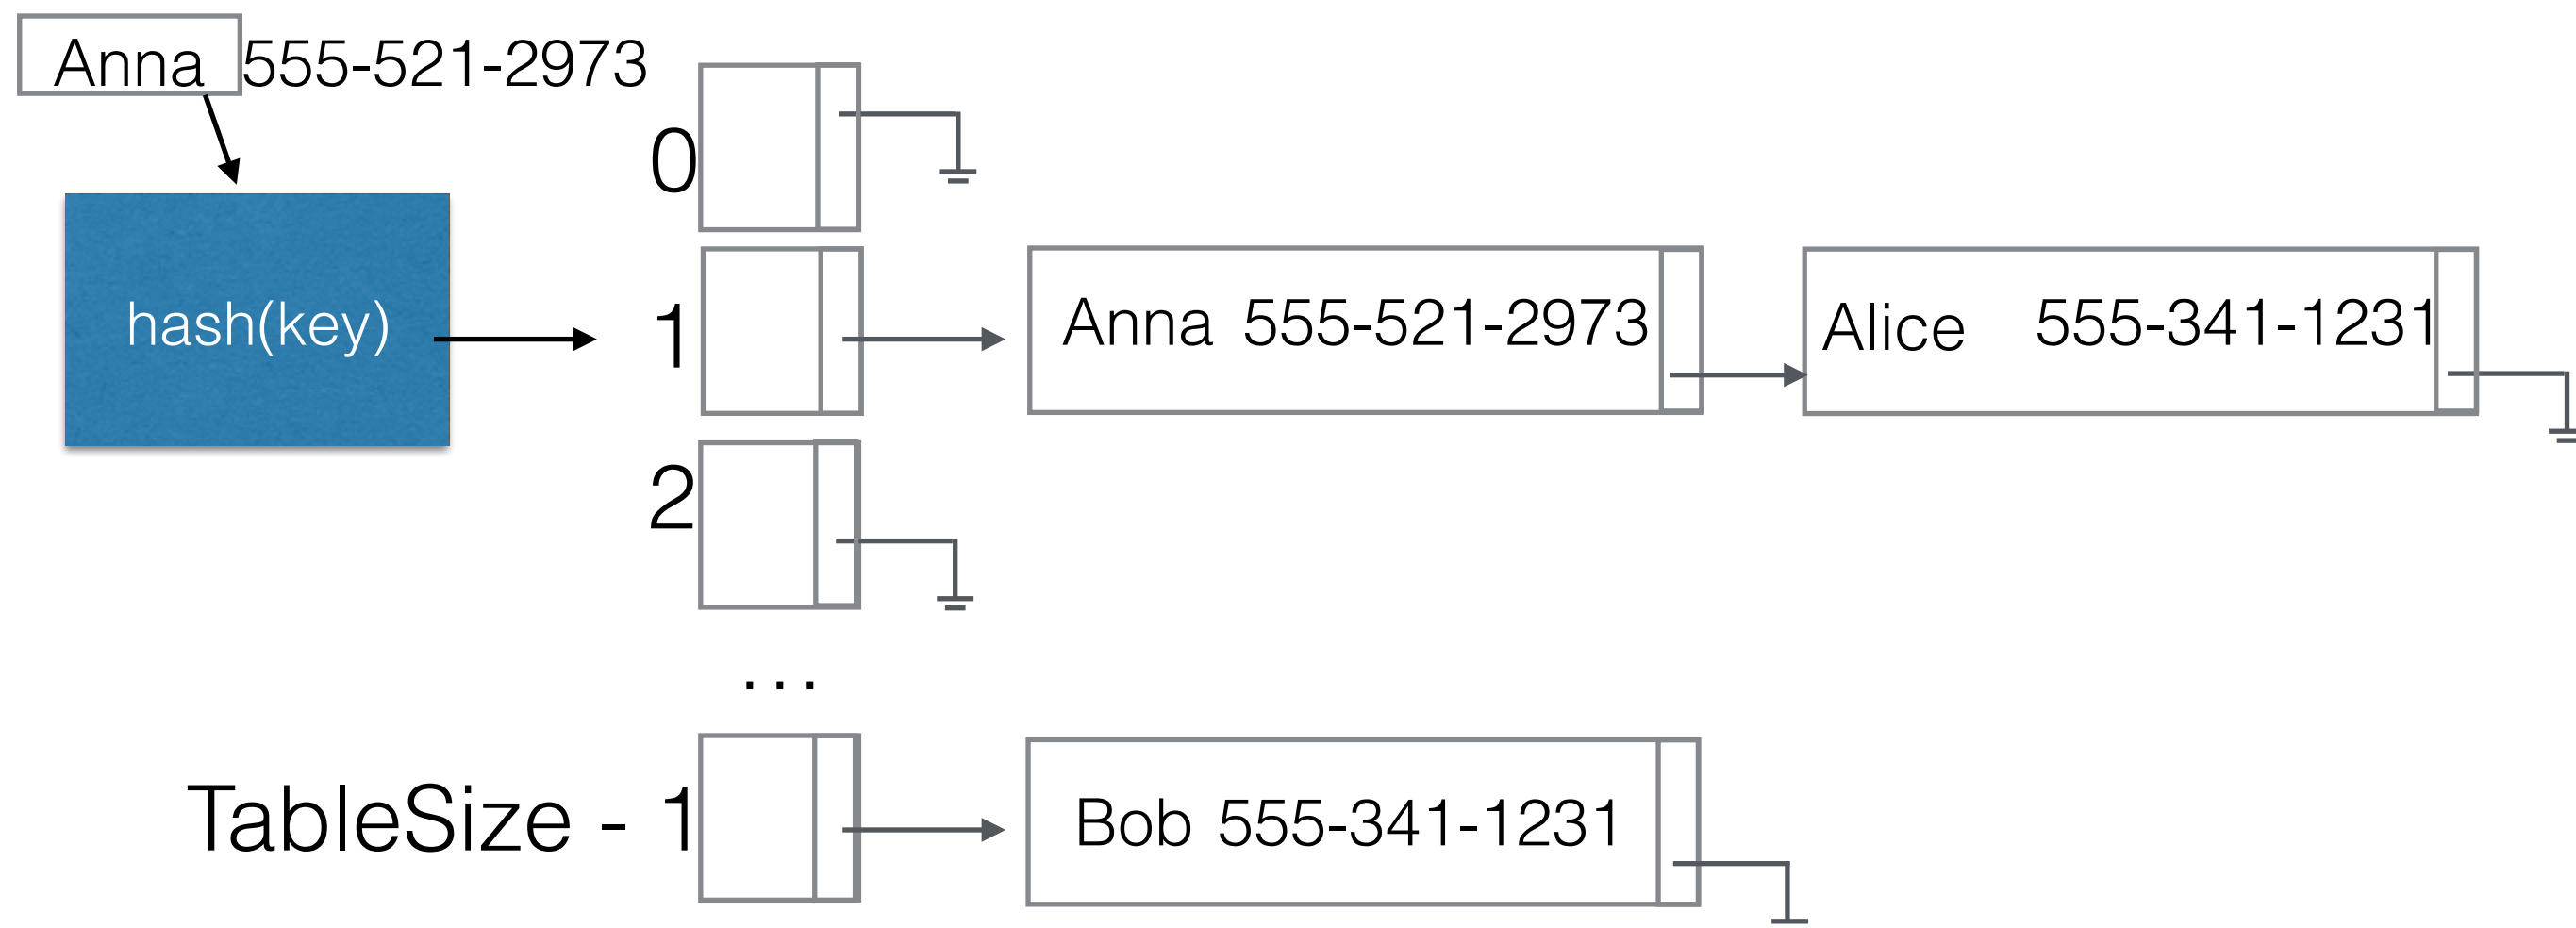 Anna 555-521-2973
0
hash(key)
1
Anna 555-521-2973
Alice 555-341-1231
2
...
TableSize - 1
Bob 555-341-1231